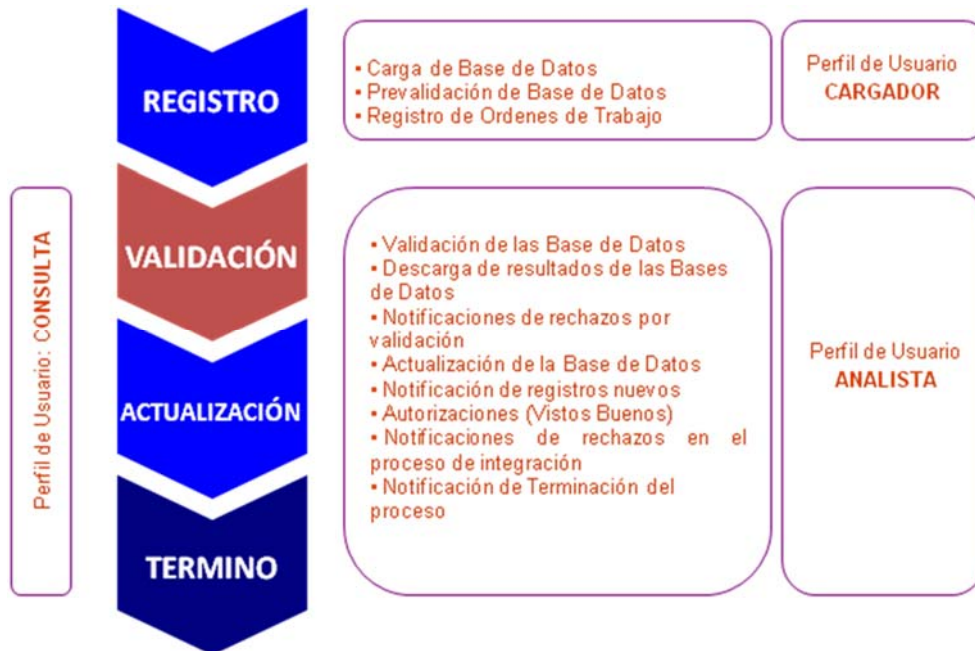 REGISTRO
• Carga de Base de Datos
• Prevalidación de Base de Datos
• Registro de Ordenes de Trabajo
Perfil de Usuario
CARGADOR
Perfil de Usuario: CONSULTA
VALIDACIÓN
ACTUALIZACIÓN
TERMINO
• Validación de las Base de Datos
• Descarga de resultados de las Bases
de Datos
• Notificaciones de rechazos por
validación
• Actualización de la Base de Datos
• Notificación de registros nuevos
• Autorizaciones (Vistos Buenos)
• Notificaciones de rechazos en el
proceso de integración
• Notificación de Terminación del
proceso
Perfil de Usuario
ANALISTA